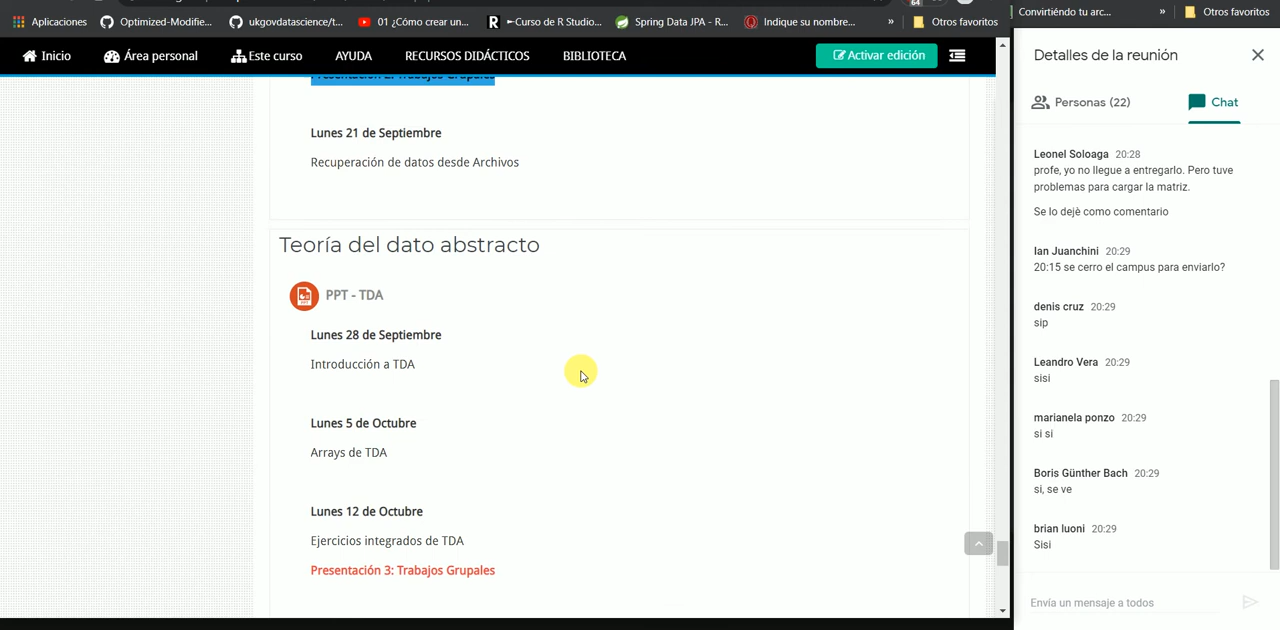 Aplicaciones
Optimized-Modifie...
ukgovdatascience/t...
01 ¿Cómo crear un...
R
►Curso de R Studio...
Spring Data JPA - R...
Indique su nombre...
»
Otros favoritos
64
Convirtiéndo tu arc...
»
Otros favoritos
Inicio
Área personal
Este curso
AYUDA
RECURSOS DIDÁCTICOS
BIBLIOTECA
Activar edición
Presentación 2: Trabajos Grupales
Lunes 21 de Septiembre
Recuperación de datos desde Archivos
Teoría del dato abstracto
PPT - TDA
Lunes 28 de Septiembre
Introducción a TDA
Lunes 5 de Octubre
Arrays de TDA
Lunes 12 de Octubre
Ejercicios integrados de TDA
Presentación 3: Trabajos Grupales
Detalles de la reunión
Personas (22)
Chat
Leonel Soloaga 20:28
profe, yo no llegue a entregarlo. Pero tuve
problemas para cargar la matriz.
Se lo dejè como comentario
Ian Juanchini 20:29
20:15 se cerro el campus para enviarlo?
denis cruz 20:29
sip
Leandro Vera 20:29
sisi
marianela ponzo 20:29
si si
Boris Günther Bach 20:29
si, se ve
brian luoni 20:29
Sisi
Envía un mensaje a todos